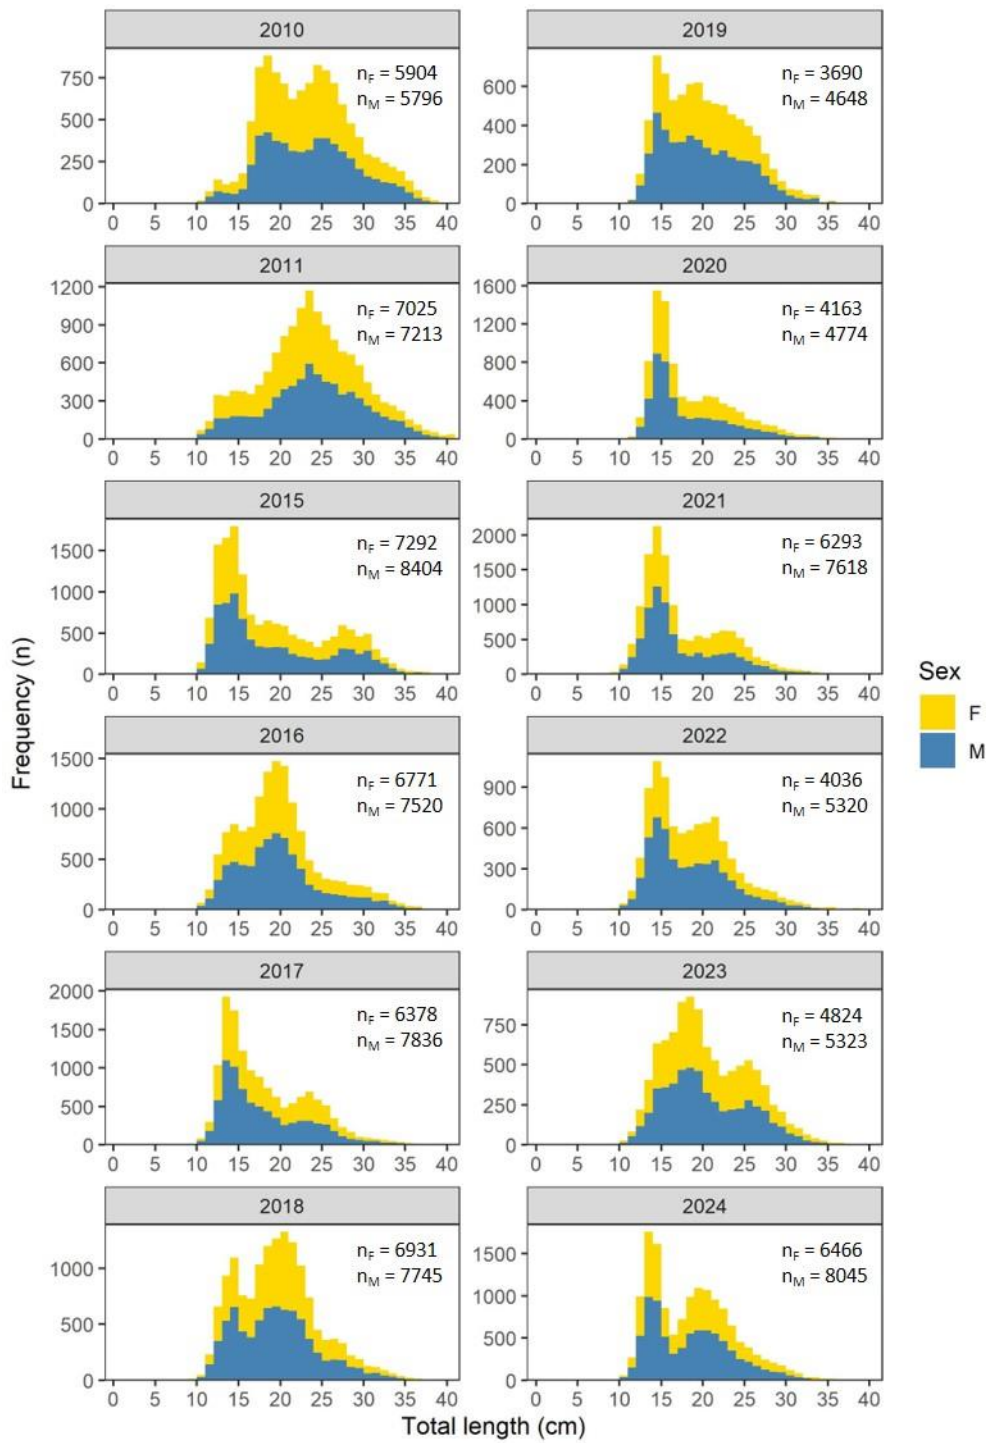 2010
n_F = 5904
n_M = 5796
750
500
250
0
0 5 10 15 20 25 30 35 40
2019
n_F = 3690
n_M = 4648
600
400
200
0
0 5 10 15 20 25 30 35 40
2011
n_F = 7025
n_M = 7213
1200
900
600
300
0
0 5 10 15 20 25 30 35 40
2020
n_F = 4163
n_M = 4774
1600
1200
800
400
0
0 5 10 15 20 25 30 35 40
2015
n_F = 7292
n_M = 8404
1500
1000
500
0
0 5 10 15 20 25 30 35 40
2021
n_F = 6293
n_M = 7618
2000
1500
1000
500
0
0 5 10 15 20 25 30 35 40
2016
n_F = 6771
n_M = 7520
1500
1000
500
0
0 5 10 15 20 25 30 35 40
2022
n_F = 4036
n_M = 5320
900
600
300
0
0 5 10 15 20 25 30 35 40
2017
n_F = 6378
n_M = 7836
2000
1500
1000
500
0
0 5 10 15 20 25 30 35 40
2023
n_F = 4824
n_M = 5323
750
500
250
0
0 5 10 15 20 25 30 35 40
2018
n_F = 6931
n_M = 7745
1000
500
0
0 5 10 15 20 25 30 35 40
2024
n_F = 6466
n_M = 8045
1500
1000
500
0
0 5 10 15 20 25 30 35 40
Frequency (n)
Total length (cm)
Sex
F
M